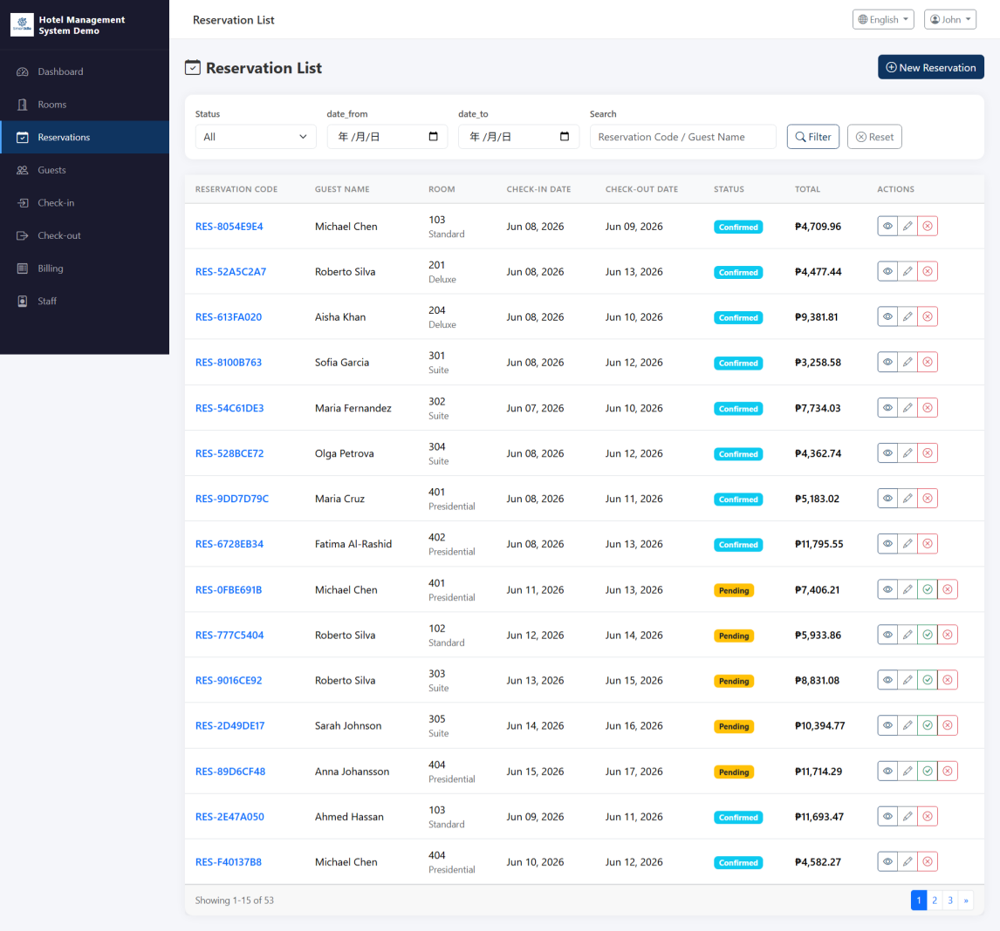 Hotel Management
System Demo
Dashboard
Rooms
Reservations
Guests
Check-in
Check-out
Billing
Staff
Reservation List
English
John
Reservation List
New Reservation
Status date_from date_to Search
All 年 /月/日 年 /月/日 Reservation Code / Guest Name Filter Reset
RESERVATION CODE GUEST NAME ROOM CHECK-IN DATE CHECK-OUT DATE STATUS TOTAL ACTIONS
RES-8054E9E4 Michael Chen 103 Jun 08, 2026 Jun 09, 2026 Confirmed ₱4,709.96
Standard
RES-52A5C2A7 Roberto Silva 201 Jun 08, 2026 Jun 13, 2026 Confirmed ₱4,477.44
Deluxe
RES-613FA020 Aisha Khan 204 Jun 08, 2026 Jun 10, 2026 Confirmed ₱9,381.81
Deluxe
RES-8100B763 Sofia Garcia 301 Jun 08, 2026 Jun 12, 2026 Confirmed ₱3,258.58
Suite
RES-54C61DE3 Maria Fernandez 302 Jun 07, 2026 Jun 10, 2026 Confirmed ₱7,734.03
Suite
RES-528BCE72 Olga Petrova 304 Jun 08, 2026 Jun 12, 2026 Confirmed ₱4,362.74
Suite
RES-9DD7D79C Maria Cruz 401 Jun 08, 2026 Jun 11, 2026 Confirmed ₱5,183.02
Presidential
RES-6728EB34 Fatima Al-Rashid 402 Jun 08, 2026 Jun 13, 2026 Confirmed ₱11,795.55
Presidential
RES-0FBE691B Michael Chen 401 Jun 11, 2026 Jun 13, 2026 Pending ₱7,406.21
Presidential
RES-777C5404 Roberto Silva 102 Jun 12, 2026 Jun 14, 2026 Pending ₱5,933.86
Standard
RES-9016CE92 Roberto Silva 303 Jun 13, 2026 Jun 15, 2026 Pending ₱8,831.08
Suite
RES-2D49DE17 Sarah Johnson 305 Jun 14, 2026 Jun 16, 2026 Pending ₱10,394.77
Suite
RES-89D6CF48 Anna Johansson 404 Jun 15, 2026 Jun 17, 2026 Pending ₱11,714.29
Presidential
RES-2E47A050 Ahmed Hassan 103 Jun 09, 2026 Jun 11, 2026 Confirmed ₱11,693.47
Standard
RES-F40137B8 Michael Chen 404 Jun 10, 2026 Jun 12, 2026 Confirmed ₱4,582.27
Presidential
Showing 1-15 of 53
1 2 3 »